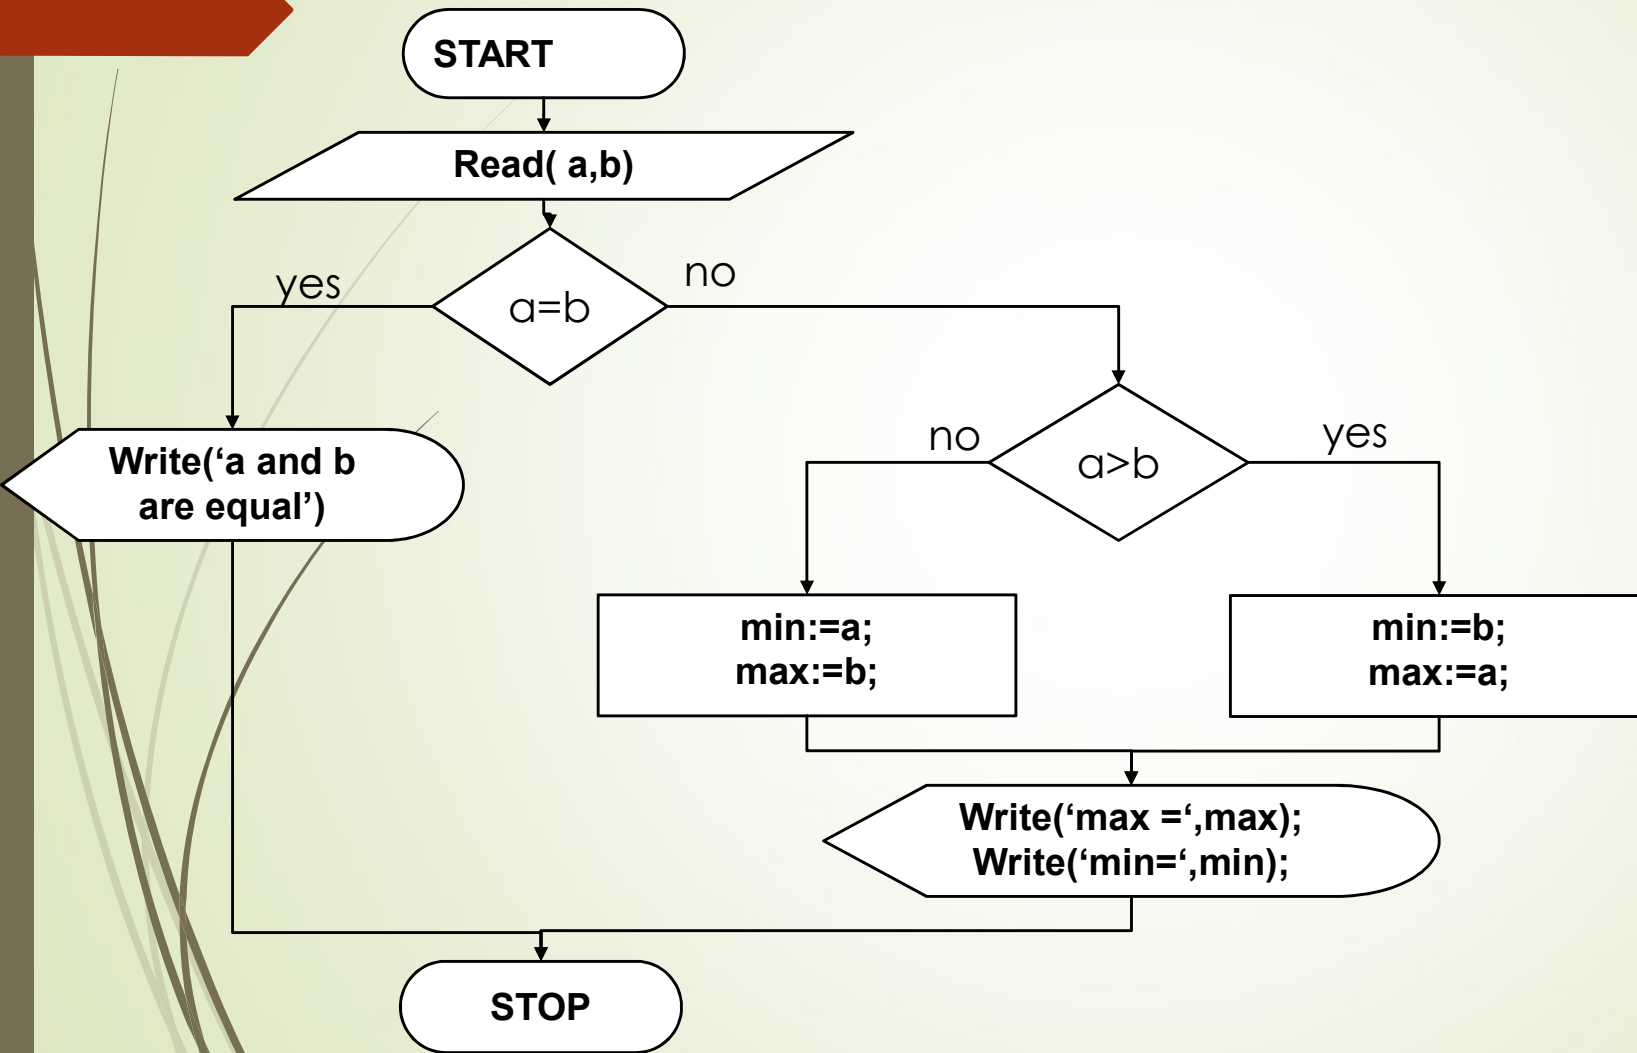 START
Read( a,b)
yes
no
a=b
no
yes
a>b
Write(‘a and b
are equal’)
min:=a;
max:=b;
min:=b;
max:=a;
Write(‘max =‘,max);
Write(‘min=‘,min);
STOP